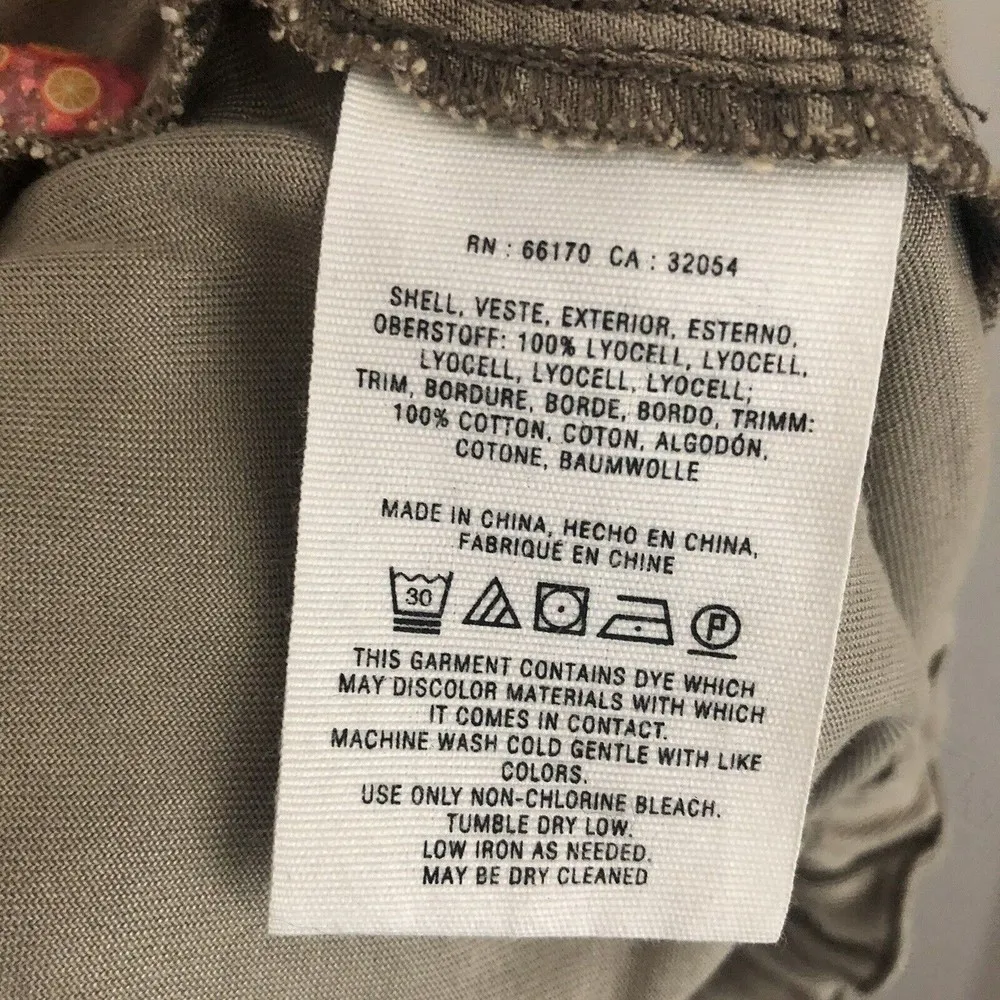 RN : 66170 CA : 32054
SHELL, VESTE, EXTERIOR, ESTERNO,
OBERSTOFF: 100% LYOCELL, LYOCELL,
LYOCELL, LYOCELL, LYOCELL;
TRIM, BORDURE, BORDE, BORDO, TRIMM:
100% COTTON, COTON, ALGODÓN,
COTONE, BAUMWOLLE
MADE IN CHINA, HECHO EN CHINA,
FABRIQUÉ EN CHINE
30 P
THIS GARMENT CONTAINS DYE WHICH
MAY DISCOLOR MATERIALS WITH WHICH
IT COMES IN CONTACT.
MACHINE WASH COLD GENTLE WITH LIKE
COLORS.
USE ONLY NON-CHLORINE BLEACH.
TUMBLE DRY LOW.
LOW IRON AS NEEDED.
MAY BE DRY CLEANED